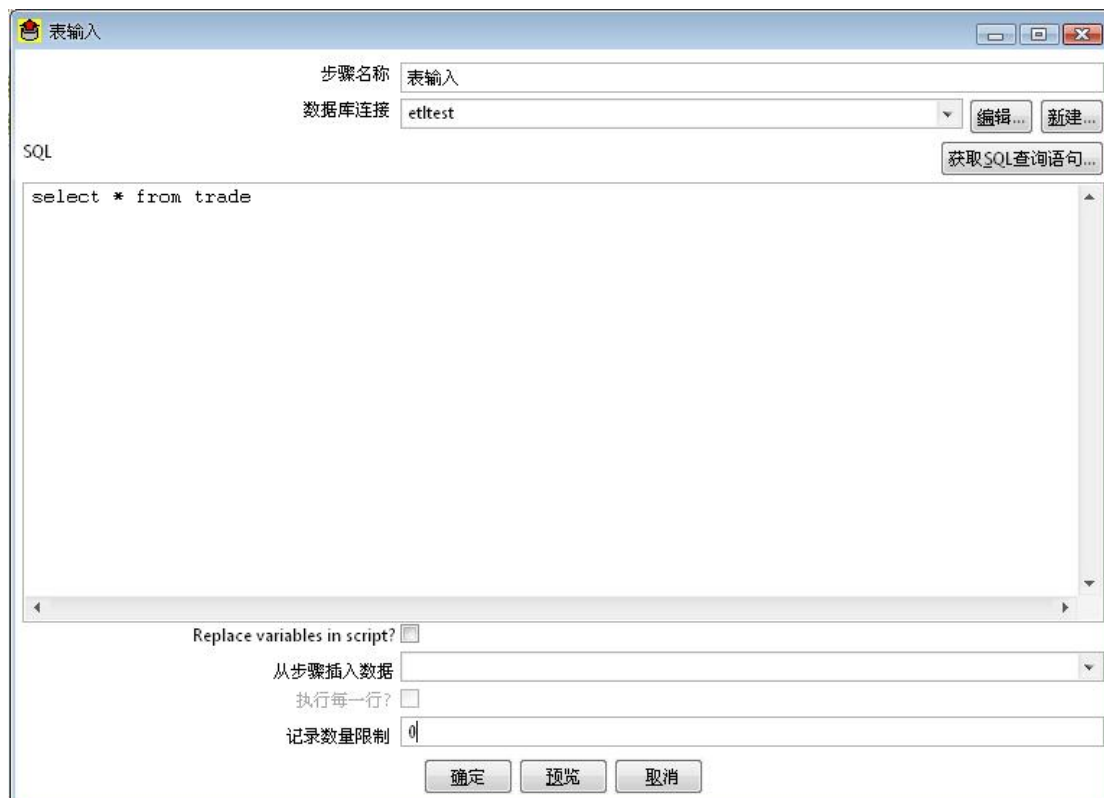 表输入
步骤名称 表输入
数据库连接 etltest 编辑... 新建...
SQL 获取SQL查询语句...
select * from trade
Replace variables in script?
从步骤插入数据
执行每一行?
记录数量限制 0
确定 预览 取消